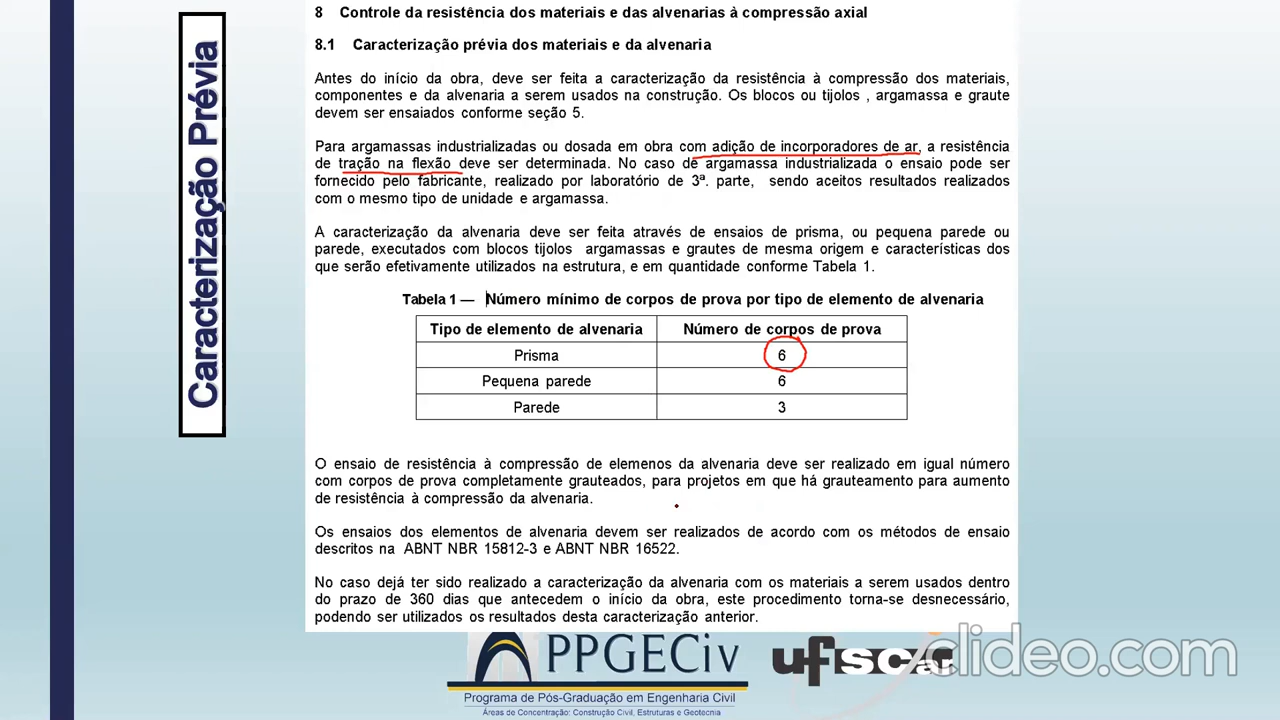 Caracterização Prévia
8 Controle da resistência dos materiais e das alvenarias à compressão axial
8.1 Caracterização prévia dos materiais e da alvenaria
Antes do início da obra, deve ser feita a caracterização da resistência à compressão dos materiais,
componentes e da alvenaria a serem usados na construção. Os blocos ou tijolos , argamassa e graute
devem ser ensaiados conforme seção 5.
Para argamassas industrializadas ou dosada em obra com adição de incorporadores de ar, a resistência
de tração na flexão deve ser determinada. No caso de argamassa industrializada o ensaio pode ser
fornecido pelo fabricante, realizado por laboratório de 3ª. parte, sendo aceitos resultados realizados
com o mesmo tipo de unidade e argamassa.
A caracterização da alvenaria deve ser feita através de ensaios de prisma, ou pequena parede ou
parede, executados com blocos tijolos argamassas e grautes de mesma origem e características dos
que serão efetivamente utilizados na estrutura, e em quantidade conforme Tabela 1.
Tabela 1 — Número mínimo de corpos de prova por tipo de elemento de alvenaria
Tipo de elemento de alvenaria Número de corpos de prova
Prisma 6
Pequena parede 6
Parede 3
O ensaio de resistência à compressão de elemenos da alvenaria deve ser realizado em igual número
com corpos de prova completamente grauteados, para projetos em que há grauteamento para aumento
de resistência à compressão da alvenaria.
Os ensaios dos elementos de alvenaria devem ser realizados de acordo com os métodos de ensaio
descritos na ABNT NBR 15812-3 e ABNT NBR 16522.
No caso dejá ter sido realizado a caracterização da alvenaria com os materiais a serem usados dentro
do prazo de 360 dias que antecedem o início da obra, este procedimento torna-se desnecessário,
podendo ser utilizados os resultados desta caracterização anterior.
PPGECiv
Programa de Pós-Graduação em Engenharia Civil
Áreas de Concentração: Construção Civil, Estruturas e Geotecnia
ufscar
clideo.com